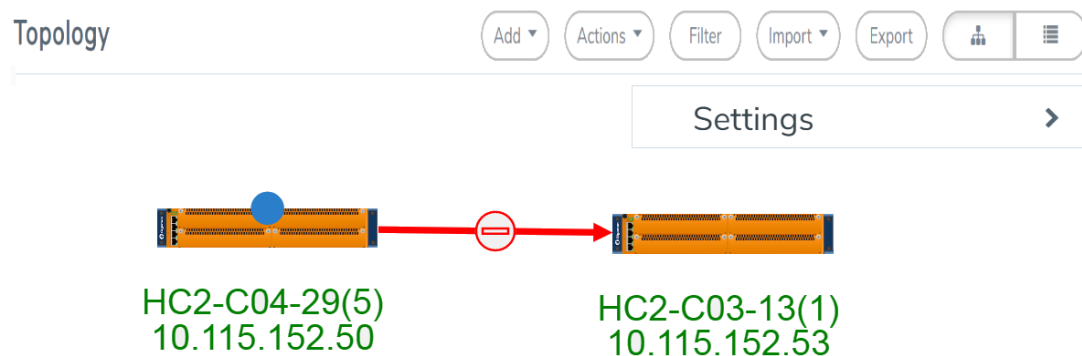 Topology
Add
Actions
Filter
Import
Export
Settings
HC2-C04-29(5)
10.115.152.50
HC2-C03-13(1)
10.115.152.53